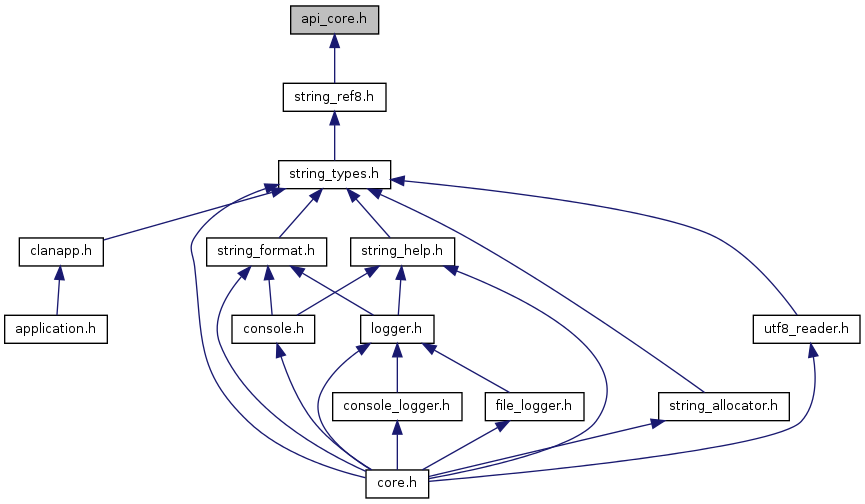 api_core.h
string_ref8.h
string_types.h
clanapp.h
string_format.h
string_help.h
application.h
console.h
logger.h
utf8_reader.h
console_logger.h
file_logger.h
string_allocator.h
core.h